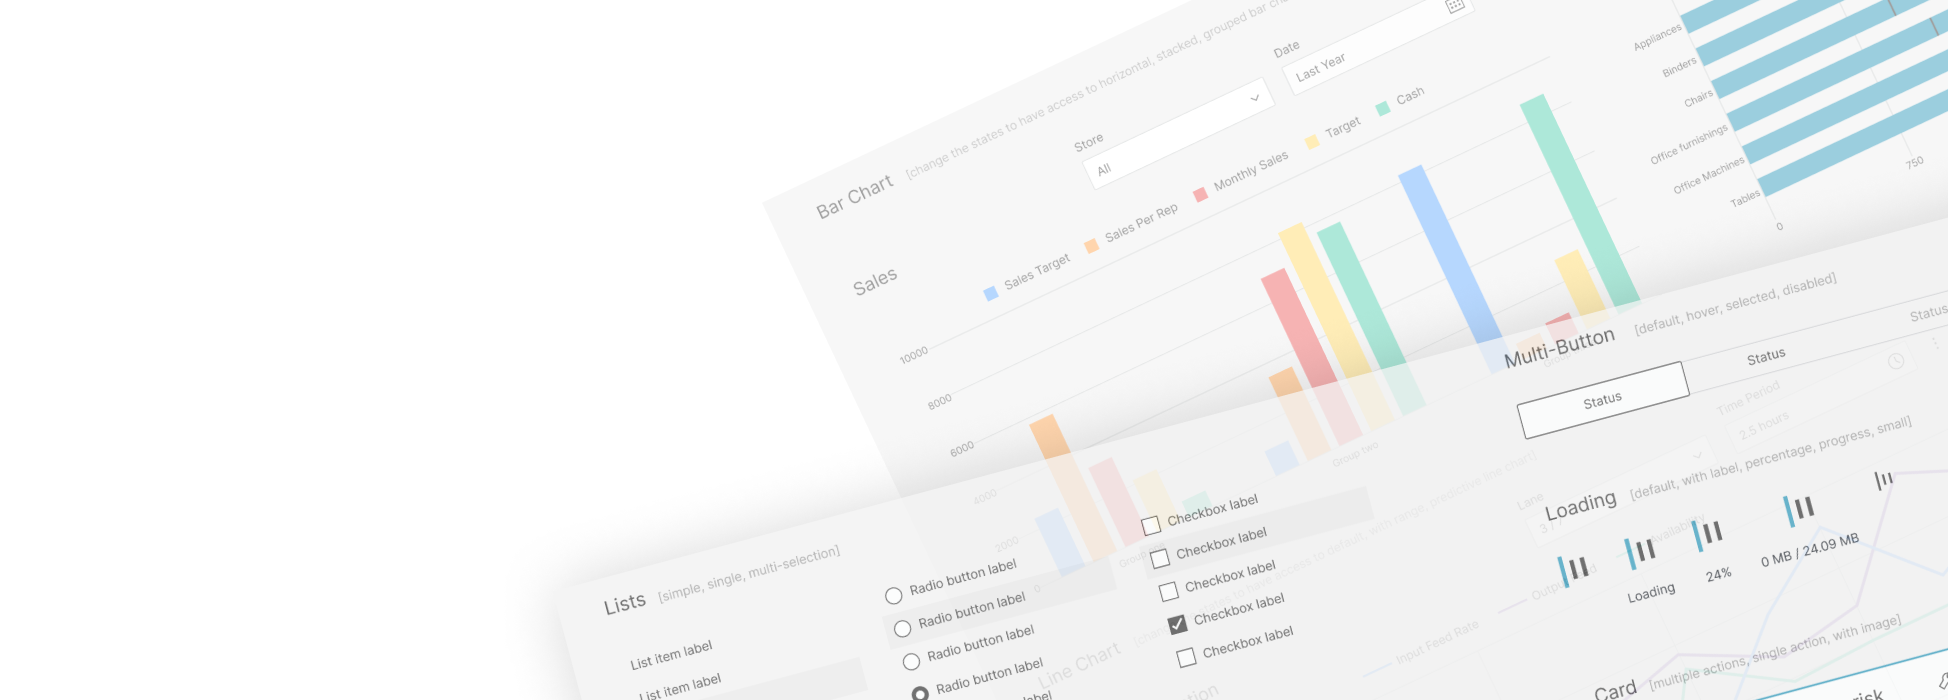 Bar Chart [change the states to have access to horizontal, stacked, grouped bar
Store
All
Date
Last Year
Sales
Sales Target
Sales Per Rep
Monthly Sales
Target
Cash
10000
8000
6000
4000
2000
Group two
Appliances
Binders
Chairs
Office furnishings
Office Machines
Tables
0
750
Multi-Button [default, hover, selected, disabled]
Status
Status
Status
Time Period
2.5 hours
Loading [default, with label, percentage, progress, small]
Lane
Availability
Loading
24%
0 MB / 24.09 MB
Lists [simple, single, multi-selection]
List item label
List item label
Radio button label
Radio button label
Radio button label
Radio button label
Checkbox label
Checkbox label
Checkbox label
Checkbox label
Checkbox label
Line Chart
Input Feed Rate
Card [multiple actions, single action, with image]
risk